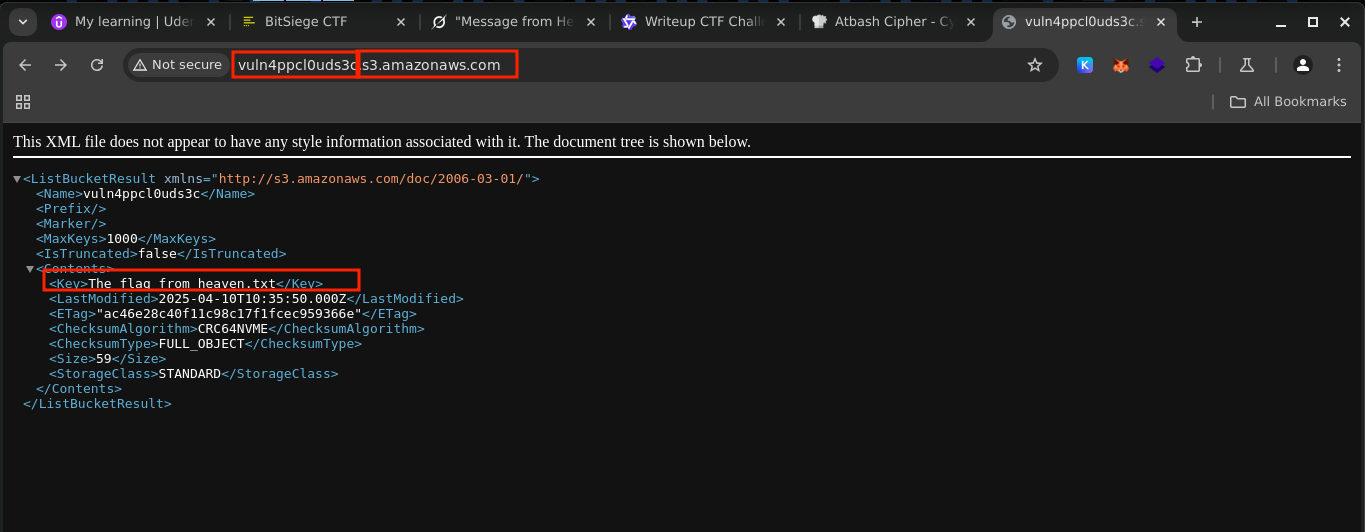 My learning | Uder
BitSiege CTF
"Message from He
Writeup CTF Chall
Atbash Cipher - Cy
vuln4ppcl0uds3c.s
Not secure
vuln4ppcl0uds3c.s3.amazonaws.com
All Bookmarks
This XML file does not appear to have any style information associated with it. The document tree is shown below.
<ListBucketResult xmlns="http://s3.amazonaws.com/doc/2006-03-01/">
<Name>vuln4ppcl0uds3c</Name>
<Prefix/>
<Marker/>
<MaxKeys>1000</MaxKeys>
<IsTruncated>false</IsTruncated>
<Contents>
<Key>The flag from heaven.txt</Key>
<LastModified>2025-04-10T10:35:50.000Z</LastModified>
<ETag>"ac46e28c40f11c98c17f1fcec959366e"</ETag>
<ChecksumAlgorithm>CRC64NVME</ChecksumAlgorithm>
<ChecksumType>FULL_OBJECT</ChecksumType>
<Size>59</Size>
<StorageClass>STANDARD</StorageClass>
</Contents>
</ListBucketResult>